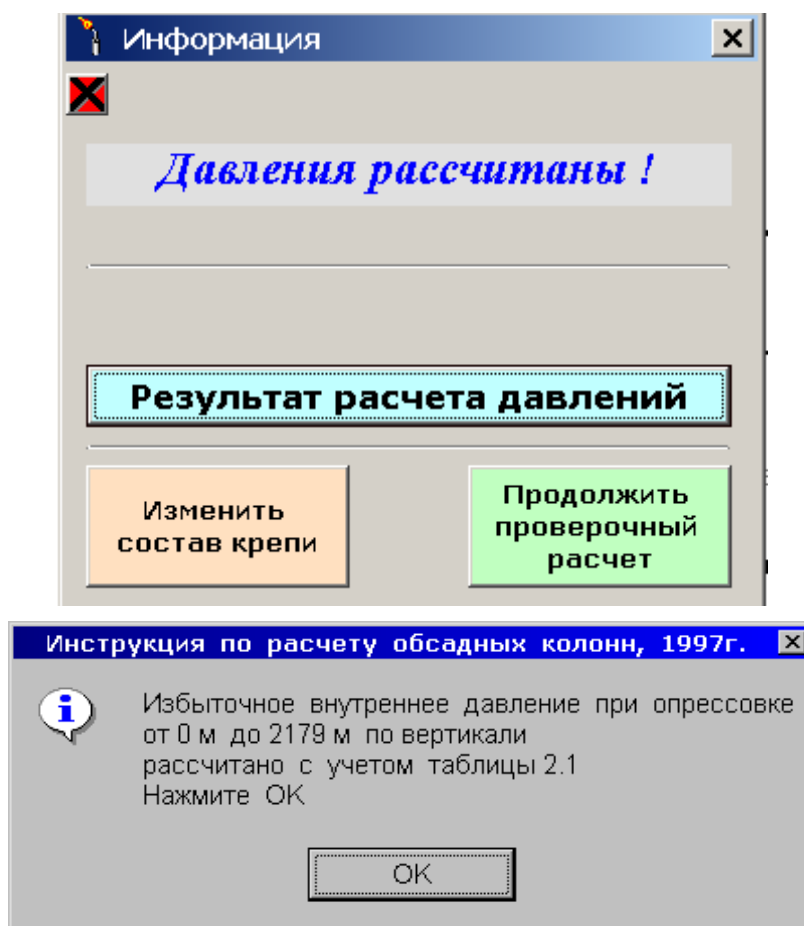 Информация
Давления рассчитаны !
Результат расчета давлений
Изменить
состав крепи
Продолжить
проверочный
расчет
Инструкция по расчету обсадных колонн, 1997г.
Избыточное внутреннее давление при опрессовке
от 0 м до 2179 м по вертикали
рассчитано с учетом таблицы 2.1
Нажмите OK
OK